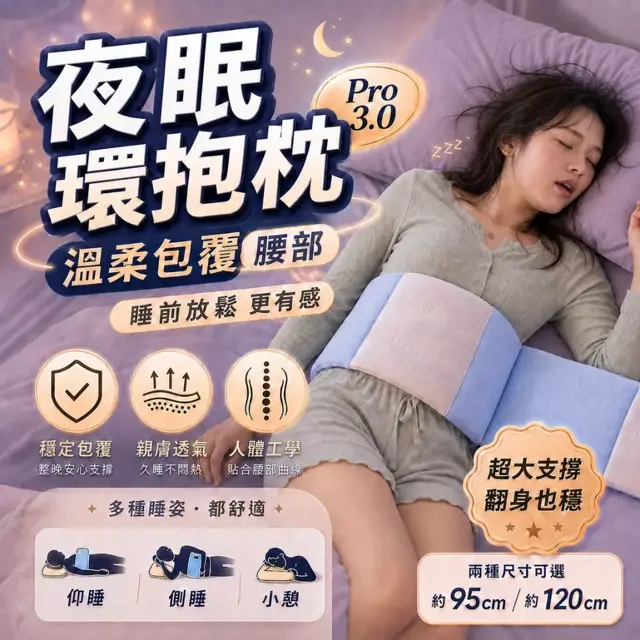 夜眠
環抱枕
Pro
3.0
溫柔包覆 腰部
睡前放鬆 更有感
zzz
穩定包覆
整晚安心支撐
親膚透氣
久睡不悶熱
人體工學
貼合腰部曲線
多種睡姿·都舒適
仰睡
側睡
小憩
超大支撐
翻身也穩
兩種尺寸可選
約95cm / 約120cm